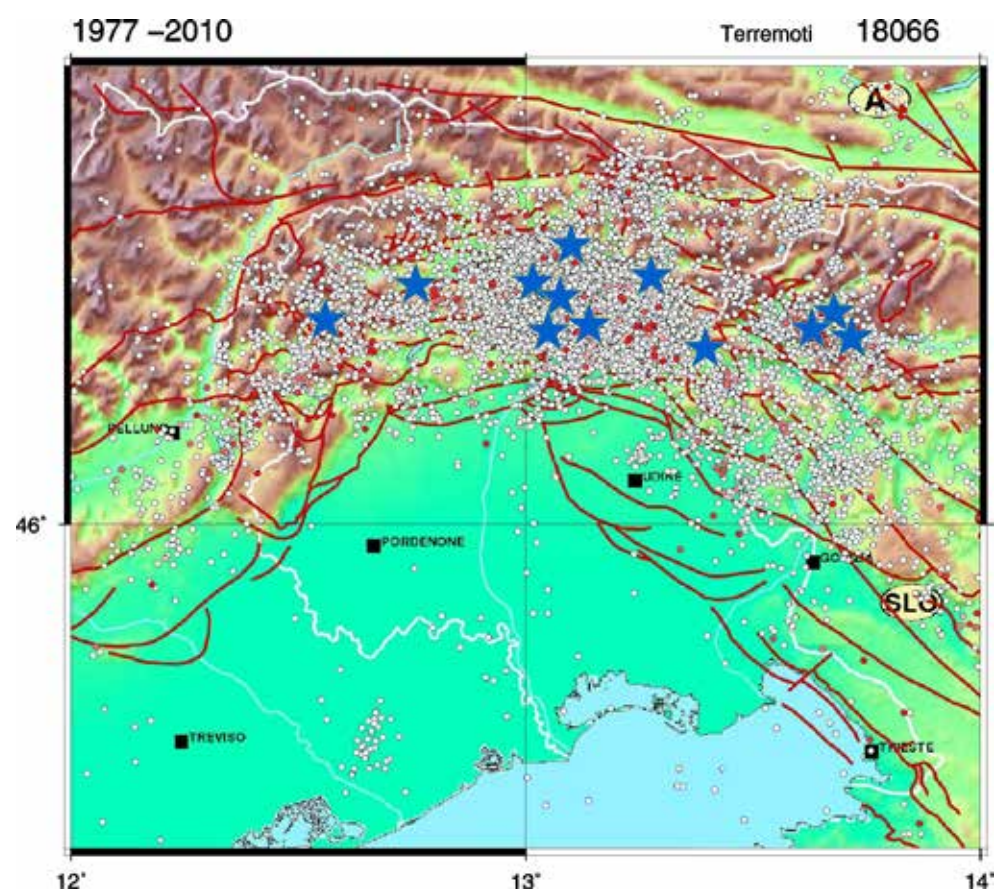 1977 –2010
Terremoti 18066
A
BELLUNO
UDINE
46°
PORDENONE
SLO
TREVISO
TRIESTE
12°
13°
14°